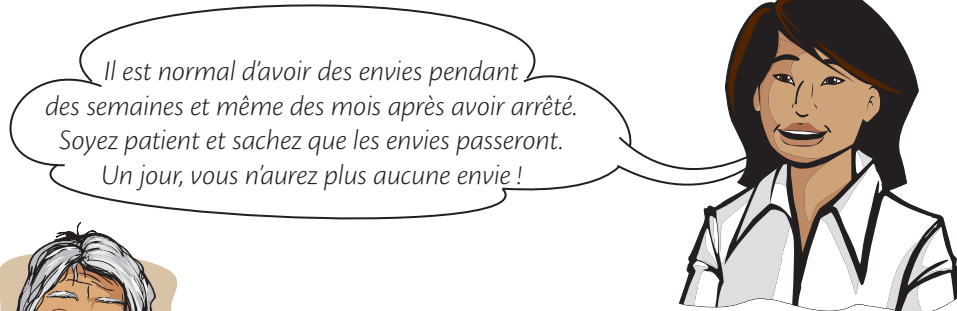 Il est normal d'avoir des envies pendant
des semaines et même des mois après avoir arrêté.
Soyez patient et sachez que les envies passeront.
Un jour, vous n'aurez plus aucune envie !